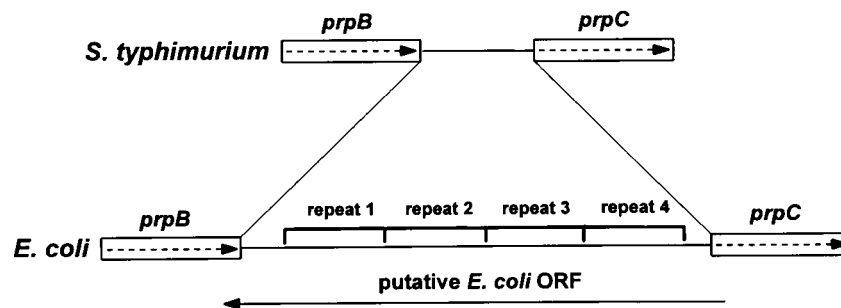 prpB prpC
S. typhimurium
repeat 1 repeat 2 repeat 3 repeat 4
prpB prpC
E. coli
putative E. coli ORF